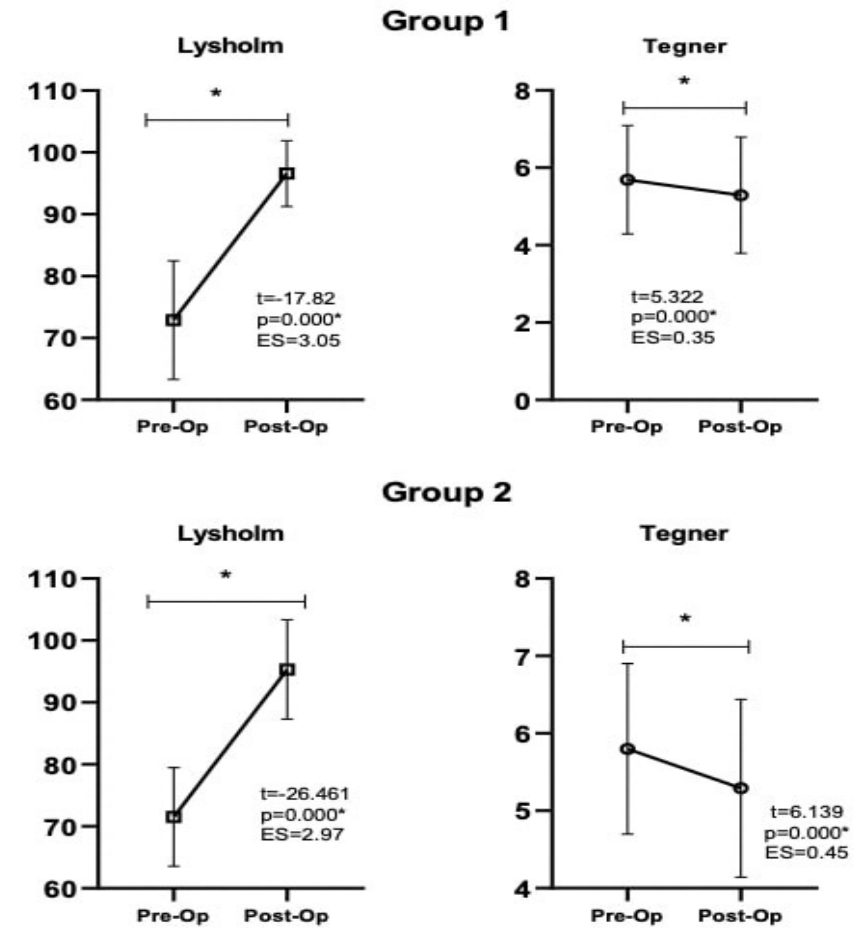 Group 1
Lysholm
Tegner
110
100
90
80
70
60
*
t=-17.82
p=0.000*
ES=3.05
Pre-Op Post-Op
8
6
4
2
0
*
t=5.322
p=0.000*
ES=0.35
Pre-Op Post-Op
Group 2
Lysholm
Tegner
110
100
90
80
70
60
*
t=-26.461
p=0.000*
ES=2.97
Pre-Op Post-Op
8
7
6
5
4
*
t=6.139
p=0.000*
ES=0.45
Pre-Op Post-Op